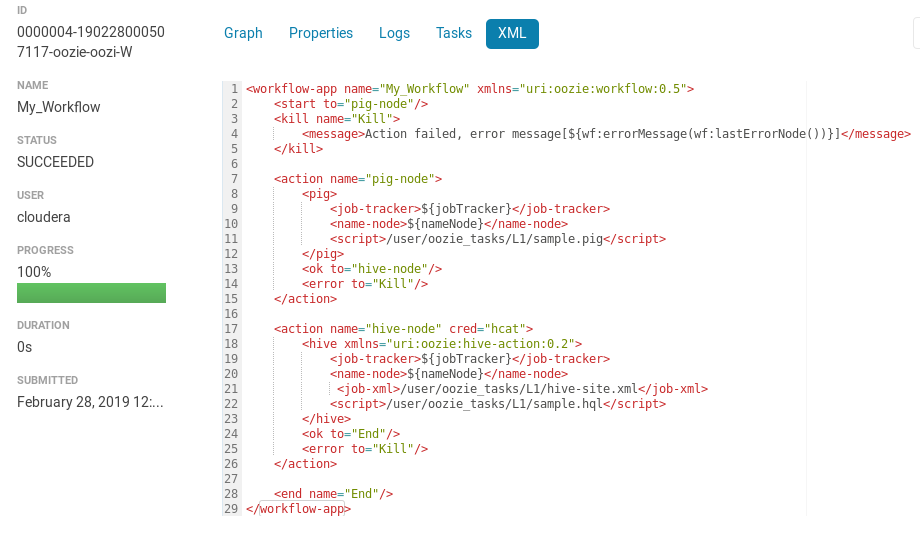 ID
0000004-19022800050
7117-oozie-oozi-W
NAME
My_Workflow
STATUS
SUCCEEDED
USER
cloudera
PROGRESS
100%
DURATION
0s
SUBMITTED
February 28, 2019 12:...
Graph Properties Logs Tasks XML
1 <workflow-app name="My_Workflow" xmlns="uri:oozie:workflow:0.5">
2     <start to="pig-node"/>
3     <kill name="Kill">
4         <message>Action failed, error message[${wf:errorMessage(wf:lastErrorNode())}]</message>
5     </kill>
6
7     <action name="pig-node">
8         <pig>
9             <job-tracker>${jobTracker}</job-tracker>
10             <name-node>${nameNode}</name-node>
11             <script>/user/oozie_tasks/L1/sample.pig</script>
12         </pig>
13         <ok to="hive-node"/>
14         <error to="Kill"/>
15     </action>
16
17     <action name="hive-node" cred="hcat">
18         <hive xmlns="uri:oozie:hive-action:0.2">
19             <job-tracker>${jobTracker}</job-tracker>
20             <name-node>${nameNode}</name-node>
21              <job-xml>/user/oozie_tasks/L1/hive-site.xml</job-xml>
22             <script>/user/oozie_tasks/L1/sample.hql</script>
23         </hive>
24         <ok to="End"/>
25         <error to="Kill"/>
26     </action>
27
28     <end name="End"/>
29 </workflow-app>